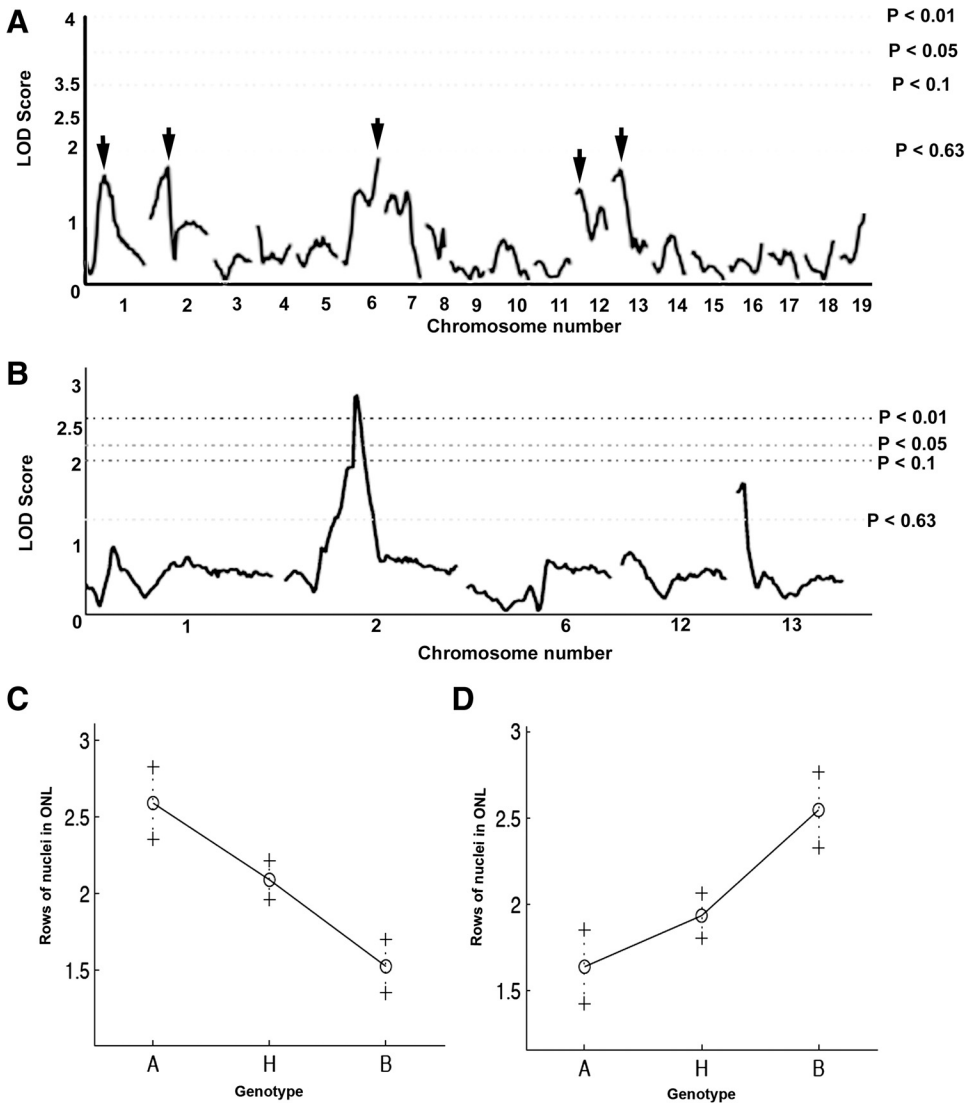 A
LOD Score
4
3.5
2.5
2
1
0
P < 0.01
P < 0.05
P < 0.1
P < 0.63
1 2 3 4 5 6 7 8 9 10 11 12 13 14 15 16 17 18 19
Chromosome number
B
LOD Score
3
2.5
2
1
0
P < 0.01
P < 0.05
P < 0.1
P < 0.63
1 2 6 12 13
Chromosome number
C
Rows of nuclei in ONL
3
2.5
2
1.5
A H B
Genotype
D
Rows of nuclei in ONL
3
2.5
2
1.5
A H B
Genotype